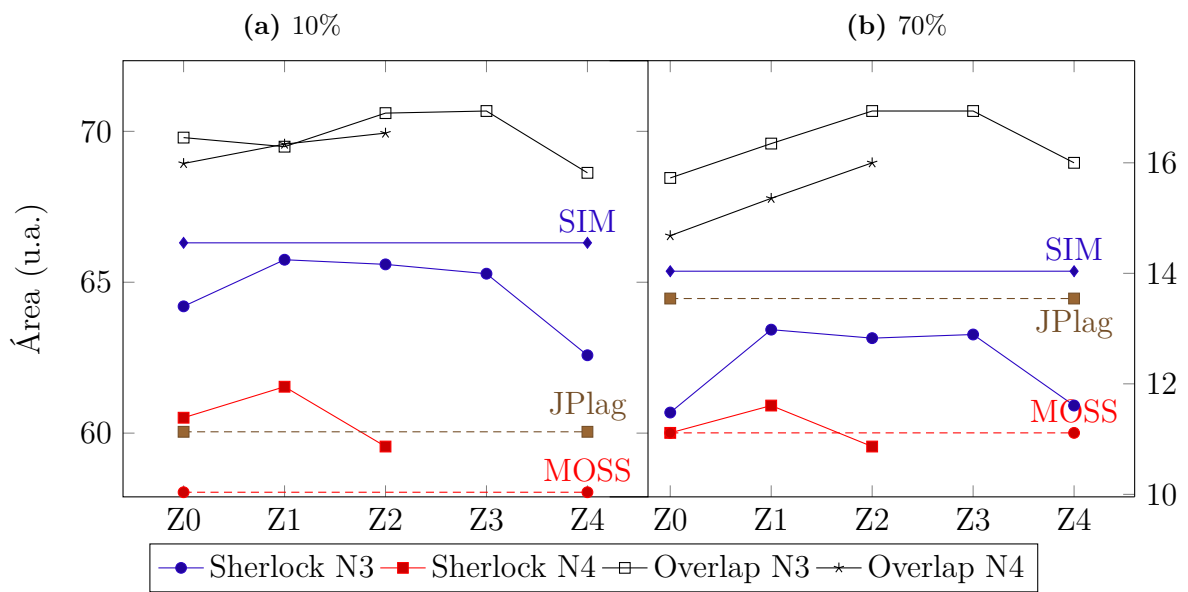 (a) 10%
(b) 70%
Área (u.a.)
70
65
60
SIM
JPlag
MOSS
SIM
JPlag
MOSS
16
14
12
10
Z0 Z1 Z2 Z3 Z4
Z0 Z1 Z2 Z3 Z4
Sherlock N3 Sherlock N4 Overlap N3 Overlap N4